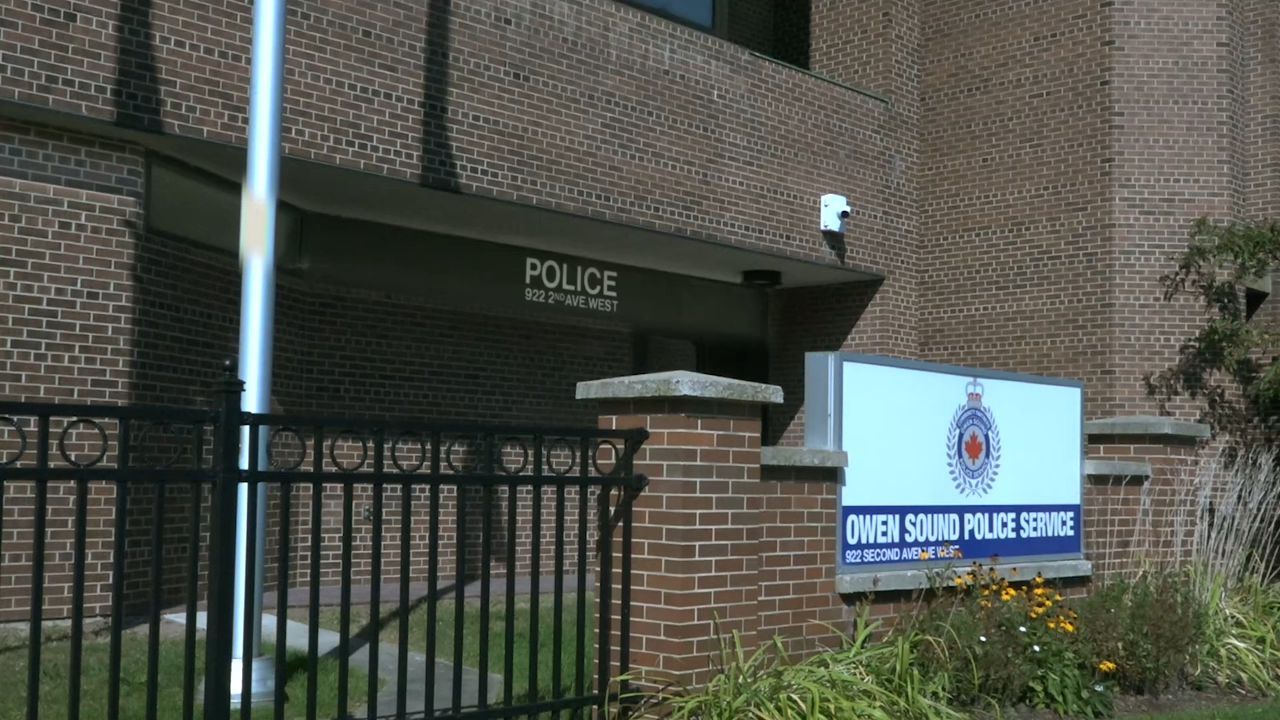 POLICE
922 2ND AVE. WEST
OWEN SOUND POLICE SERVICE
922 SECOND AVENUE WEST